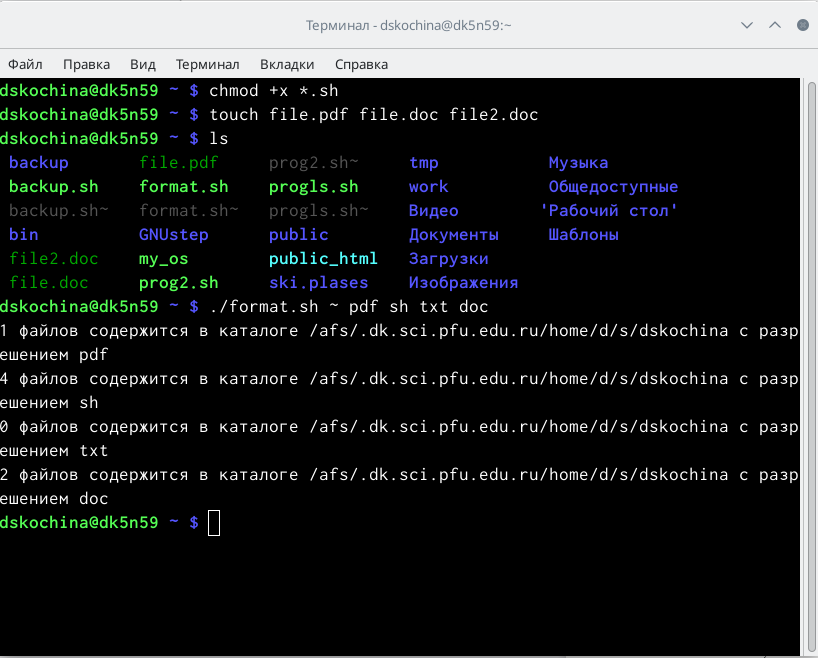 Терминал - dskochina@dk5n59:~
Файл Правка Вид Терминал Вкладки Справка
dskochina@dk5n59 ~ $ chmod +x *.sh
dskochina@dk5n59 ~ $ touch file.pdf file.doc file2.doc
dskochina@dk5n59 ~ $ ls
backup file.pdf prog2.sh~ tmp Музыка
backup.sh format.sh progls.sh work Общедоступные
backup.sh~ format.sh~ progls.sh~ Видео 'Рабочий стол'
bin GNUstep public Документы Шаблоны
file2.doc my_os public_html Загрузки
file.doc prog2.sh ski.plases Изображения
dskochina@dk5n59 ~ $ ./format.sh ~ pdf sh txt doc
1 файлов содержится в каталоге /afs/.dk.sci.pfu.edu.ru/home/d/s/dskochina с разр
ешением pdf
4 файлов содержится в каталоге /afs/.dk.sci.pfu.edu.ru/home/d/s/dskochina с разр
ешением sh
0 файлов содержится в каталоге /afs/.dk.sci.pfu.edu.ru/home/d/s/dskochina с разр
ешением txt
2 файлов содержится в каталоге /afs/.dk.sci.pfu.edu.ru/home/d/s/dskochina с разр
ешением doc
dskochina@dk5n59 ~ $